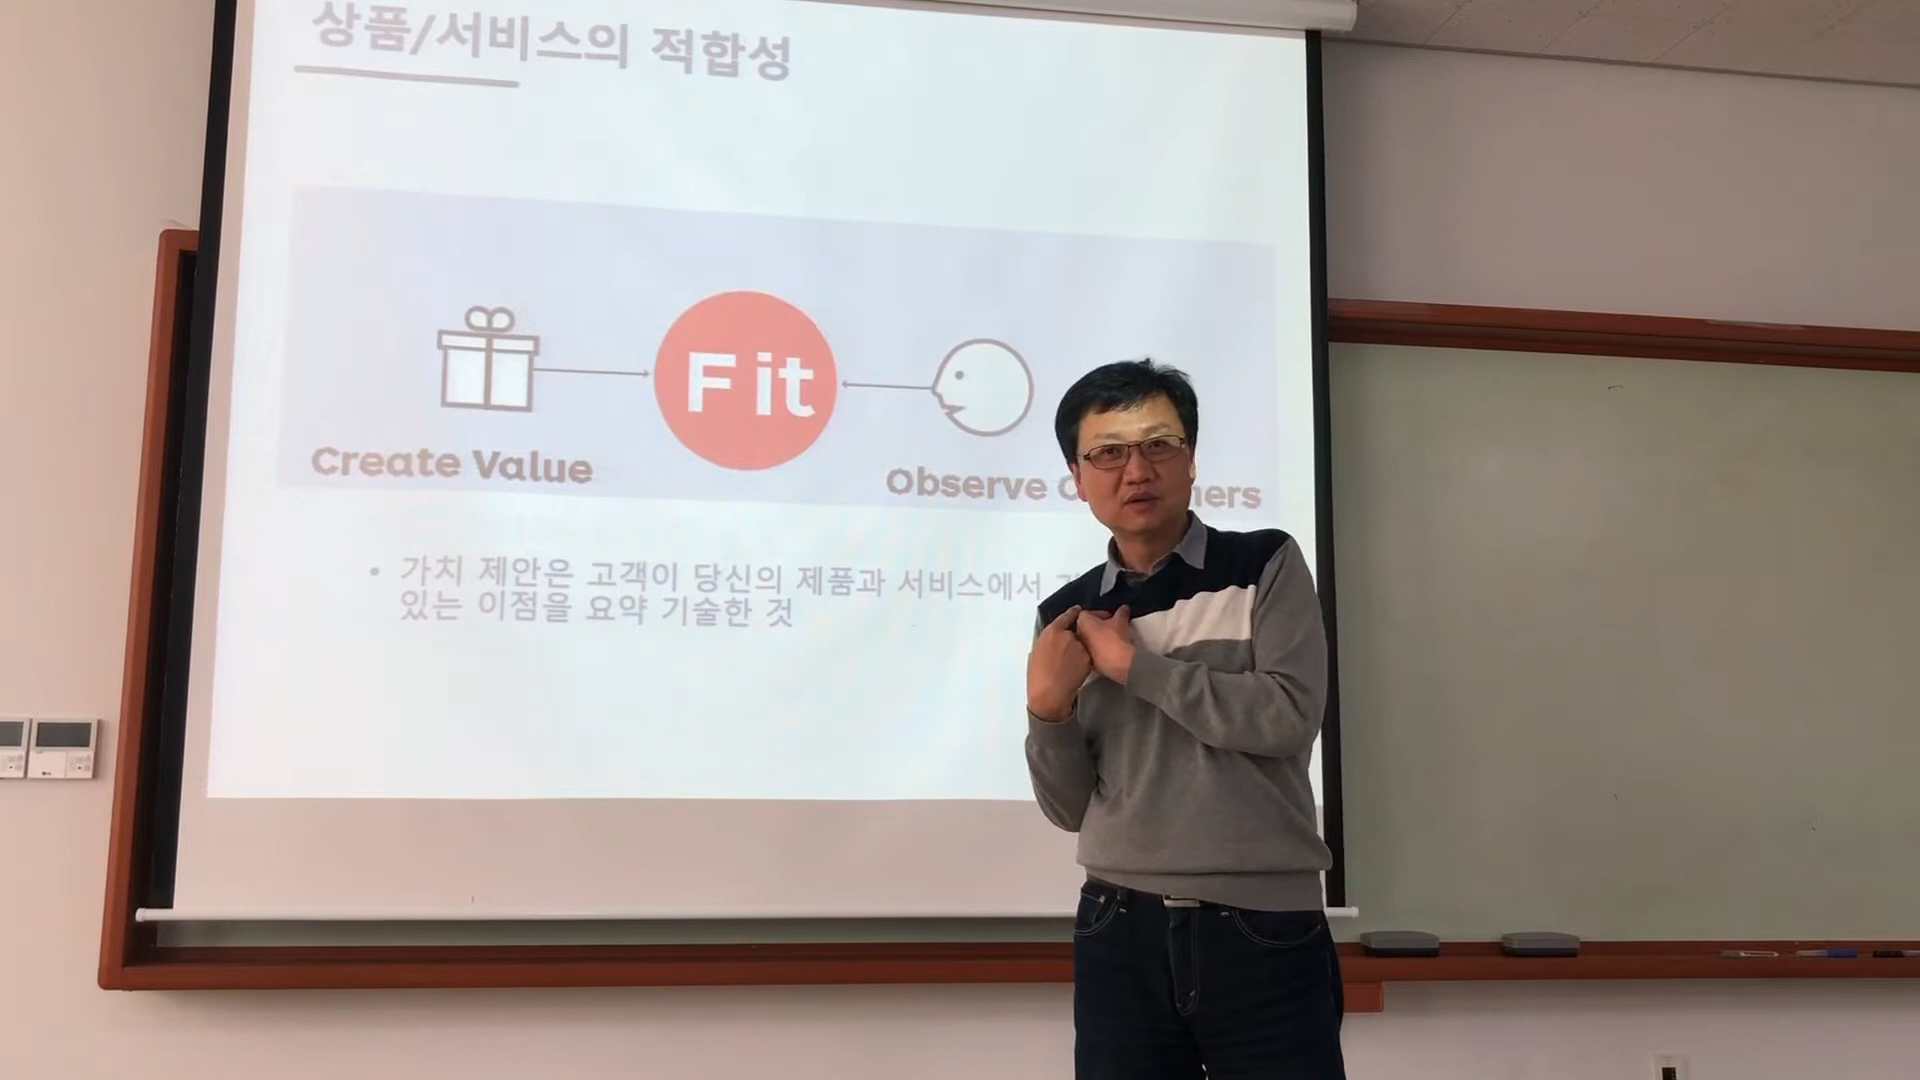 상품/서비스의 적합성
Fit
Create Value
Observe
가치 제안은 고객이 당신의 제품과 서비스에서
있는 이점을 요약 기술한 것